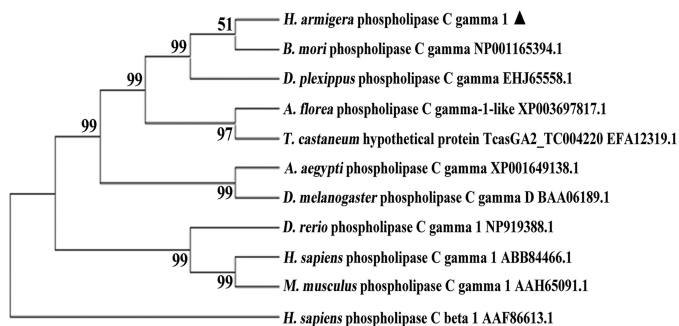 51 H. armigera phospholipase C gamma 1 ▲
99 B. mori phospholipase C gamma NP001165394.1
99 D. plexippus phospholipase C gamma EHJ65558.1
99 A. florea phospholipase C gamma-1-like XP003697817.1
97 T. castaneum hypothetical protein TcasGA2_TC004220 EFA12319.1
A. aegypti phospholipase C gamma XP001649138.1
99 D. melanogaster phospholipase C gamma D BAA06189.1
D. rerio phospholipase C gamma 1 NP919388.1
99 H. sapiens phospholipase C gamma 1 ABB84466.1
99 M. musculus phospholipase C gamma 1 AAH65091.1
H. sapiens phospholipase C beta 1 AAF86613.1